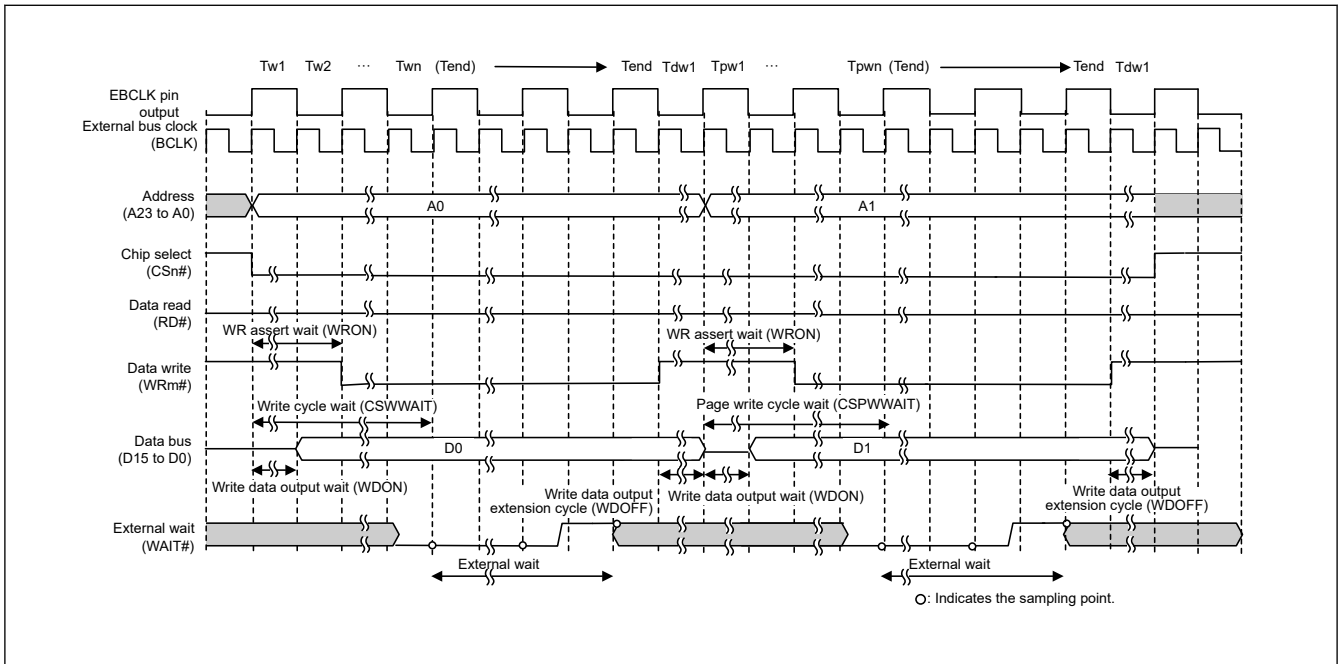 Tw1 Tw2 ... Twn (Tend) Tend Tdw1 Tpw1 ... Tpwn (Tend) Tend Tdw1
EBCLK pin
output
External bus clock
(BCLK)
Address
(A23 to A0)
A0 A1
Chip select
(CSn#)
Data read
(RD#)
WR assert wait (WRON) WR assert wait (WRON)
Data write
(WRm#)
Write cycle wait (CSWWAIT) Page write cycle wait (CSPWWAIT)
Data bus
(D15 to D0)
D0 D1
Write data output wait (WDON)
Write data output
extension cycle (WDOFF)
Write data output wait (WDON)
Write data output
extension cycle (WDOFF)
External wait
(WAIT#)
External wait External wait
: Indicates the sampling point.